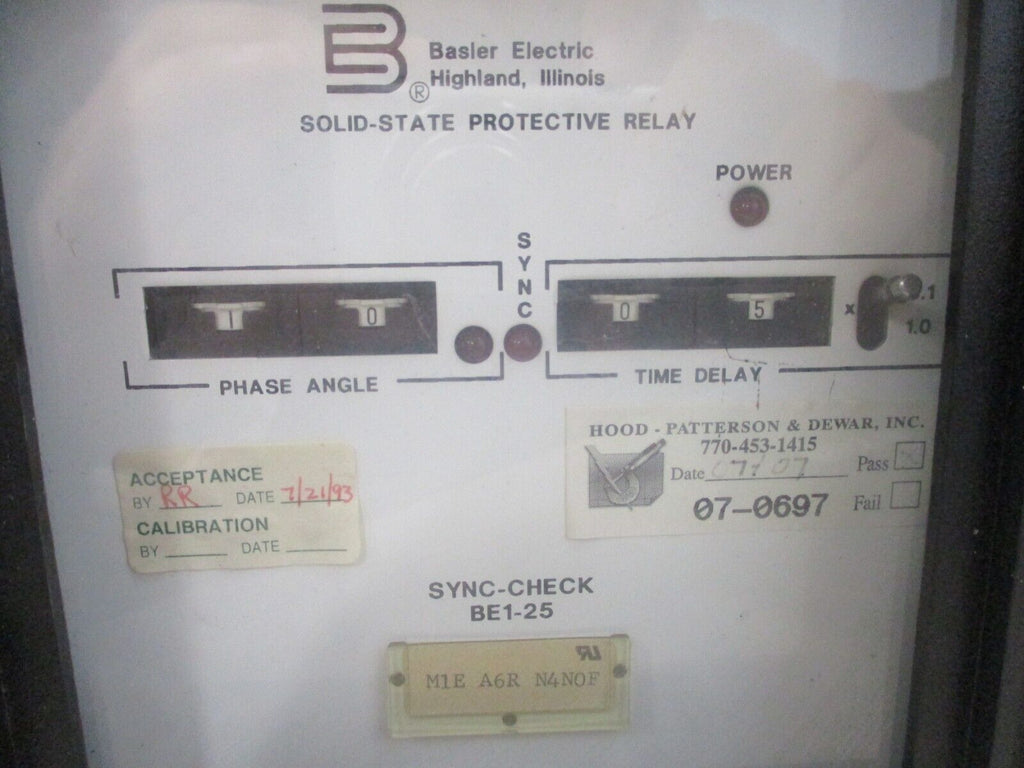 Basler Electric
Highland, Illinois
®
SOLID-STATE PROTECTIVE RELAY
POWER
SYNC
1 0
0 5
x .1
1.0
PHASE ANGLE
TIME DELAY
HOOD - PATTERSON & DEWAR, INC.
770-453-1415
Date 07/07 Pass
07-0697 Fail
ACCEPTANCE
BY RR DATE 7/21/93
CALIBRATION
BY DATE
SYNC-CHECK
BE1-25
M1E A6R N4N0F